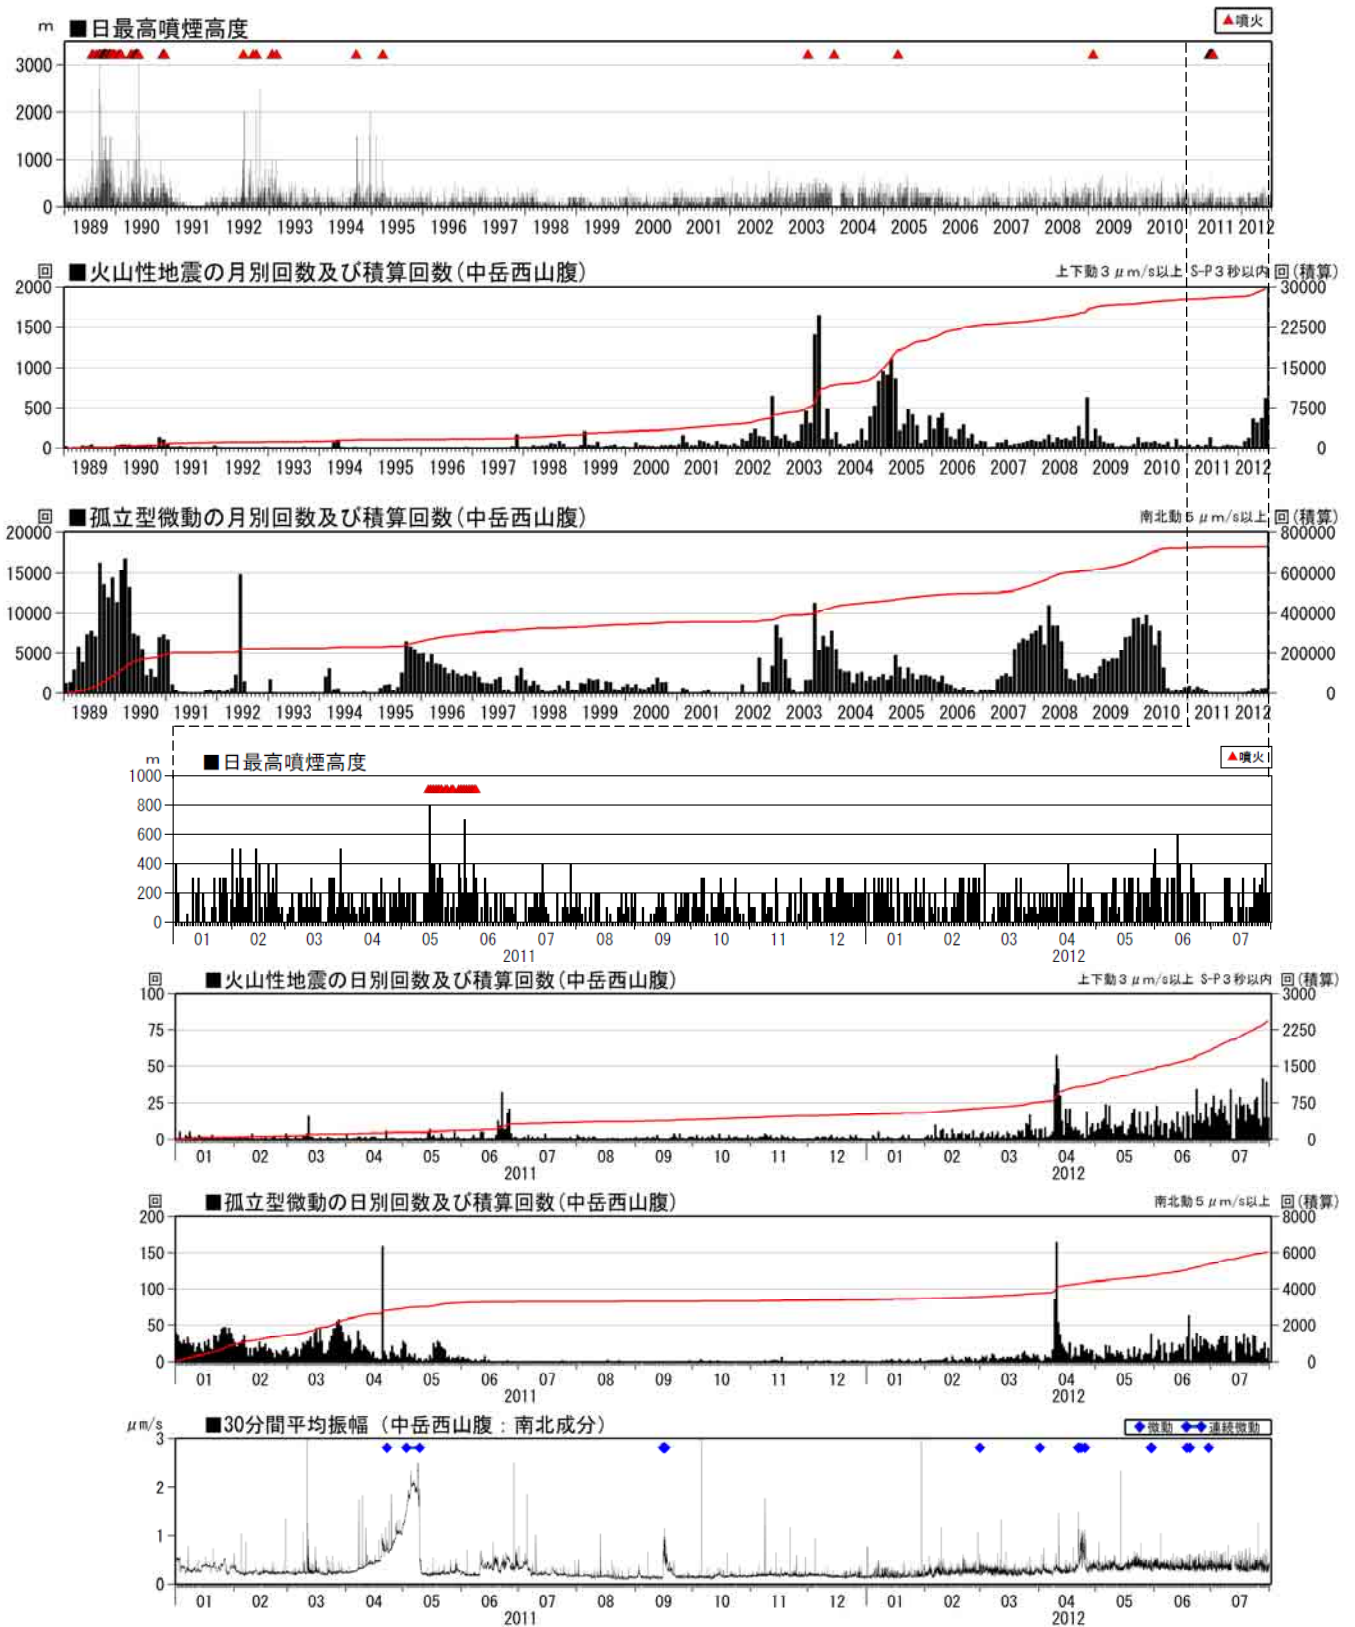 m ■日最高噴煙高度 ▲噴火
3000
2000
1000
0
1989 1990 1991 1992 1993 1994 1995 1996 1997 1998 1999 2000 2001 2002 2003 2004 2005 2006 2007 2008 2009 2010 2011 2012
回 ■火山性地震の月別回数及び積算回数(中岳西山腹) 上下動3μm/s以上 S-P3秒以内 回(積算)
2000 30000
1500 22500
1000 15000
500 7500
0 0
1989 1990 1991 1992 1993 1994 1995 1996 1997 1998 1999 2000 2001 2002 2003 2004 2005 2006 2007 2008 2009 2010 2011 2012
回 ■孤立型微動の月別回数及び積算回数(中岳西山腹) 南北動5μm/s以上 回(積算)
20000 800000
15000 600000
10000 400000
5000 200000
0 0
1989 1990 1991 1992 1993 1994 1995 1996 1997 1998 1999 2000 2001 2002 2003 2004 2005 2006 2007 2008 2009 2010 2011 2012
m ■日最高噴煙高度 ▲噴火
1000
800
600
400
200
0
01 02 03 04 05 06 07 08 09 10 11 12 01 02 03 04 05 06 07
2011 2012
回 ■火山性地震の日別回数及び積算回数(中岳西山腹) 上下動3μm/s以上 S-P3秒以内 回(積算)
100 3000
75 2250
50 1500
25 750
0 0
01 02 03 04 05 06 07 08 09 10 11 12 01 02 03 04 05 06 07
2011 2012
回 ■孤立型微動の日別回数及び積算回数(中岳西山腹) 南北動5μm/s以上 回(積算)
200 8000
150 6000
100 4000
50 2000
0 0
01 02 03 04 05 06 07 08 09 10 11 12 01 02 03 04 05 06 07
2011 2012
μm/s ■30分間平均振幅(中岳西山腹：南北成分) ◆微動 ◆-◆連続微動
3
2
1
0
01 02 03 04 05 06 07 08 09 10 11 12 01 02 03 04 05 06 07
2011 2012